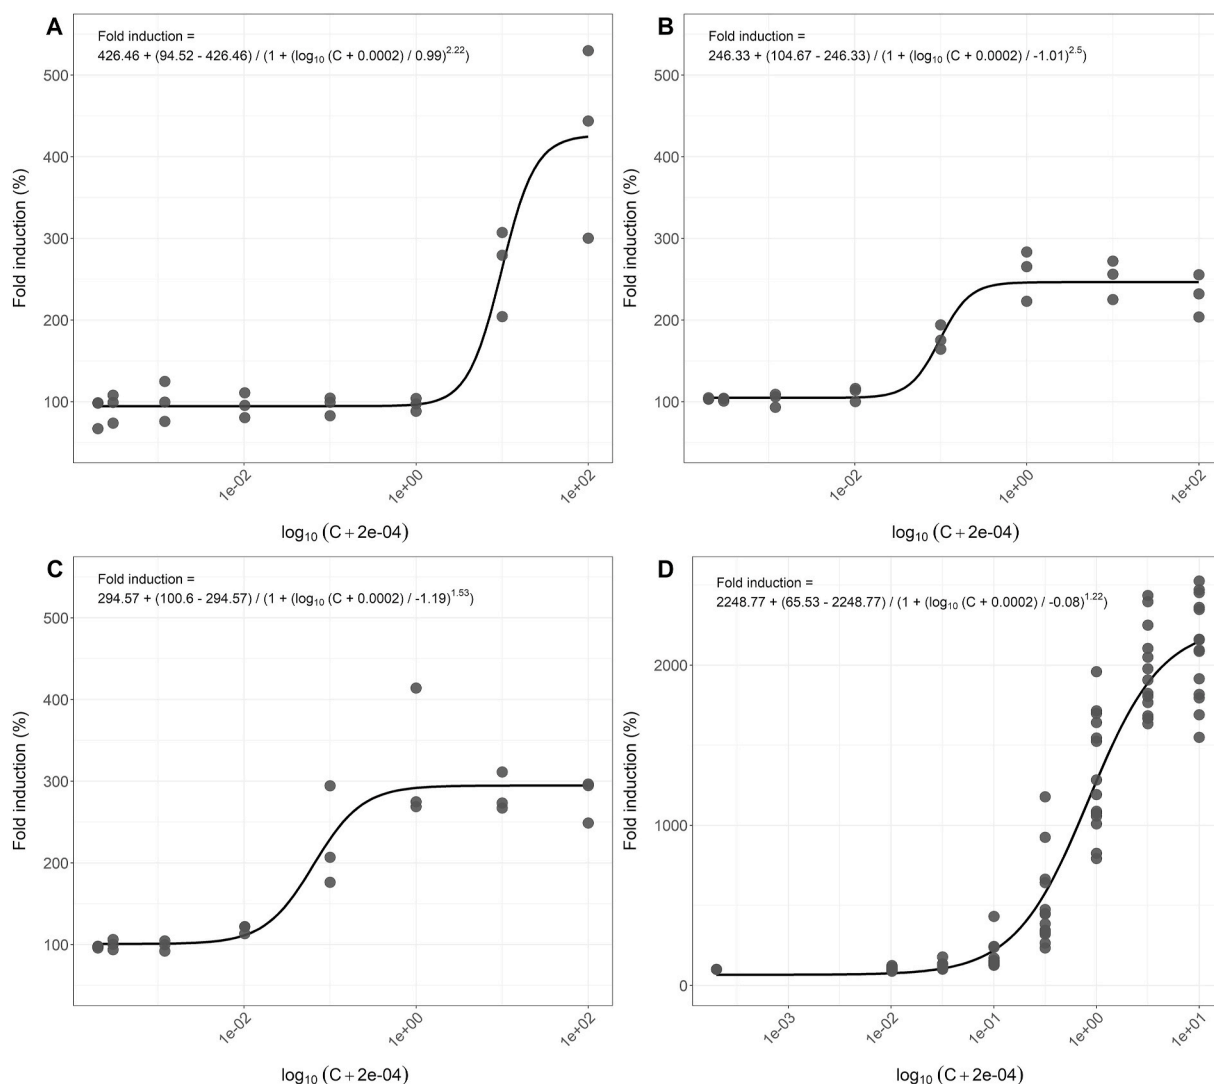 A
Fold induction =
426.46 + (94.52 - 426.46) / (1 + (log₁₀ (C + 0.0002) / 0.99)^2.22)
500
400
300
200
100
Fold induction (%)
1e-02
1e+00
1e+02
log₁₀ (C + 2e-04)
B
Fold induction =
246.33 + (104.67 - 246.33) / (1 + (log₁₀ (C + 0.0002) / -1.01)^2.5)
500
400
300
200
100
Fold induction (%)
1e-02
1e+00
1e+02
log₁₀ (C + 2e-04)
C
Fold induction =
294.57 + (100.6 - 294.57) / (1 + (log₁₀ (C + 0.0002) / -1.19)^1.53)
500
400
300
200
100
Fold induction (%)
1e-02
1e+00
1e+02
log₁₀ (C + 2e-04)
D
Fold induction =
2248.77 + (65.53 - 2248.77) / (1 + (log₁₀ (C + 0.0002) / -0.08)^1.22)
2000
1000
0
Fold induction (%)
1e-03
1e-02
1e-01
1e+00
1e+01
log₁₀ (C + 2e-04)